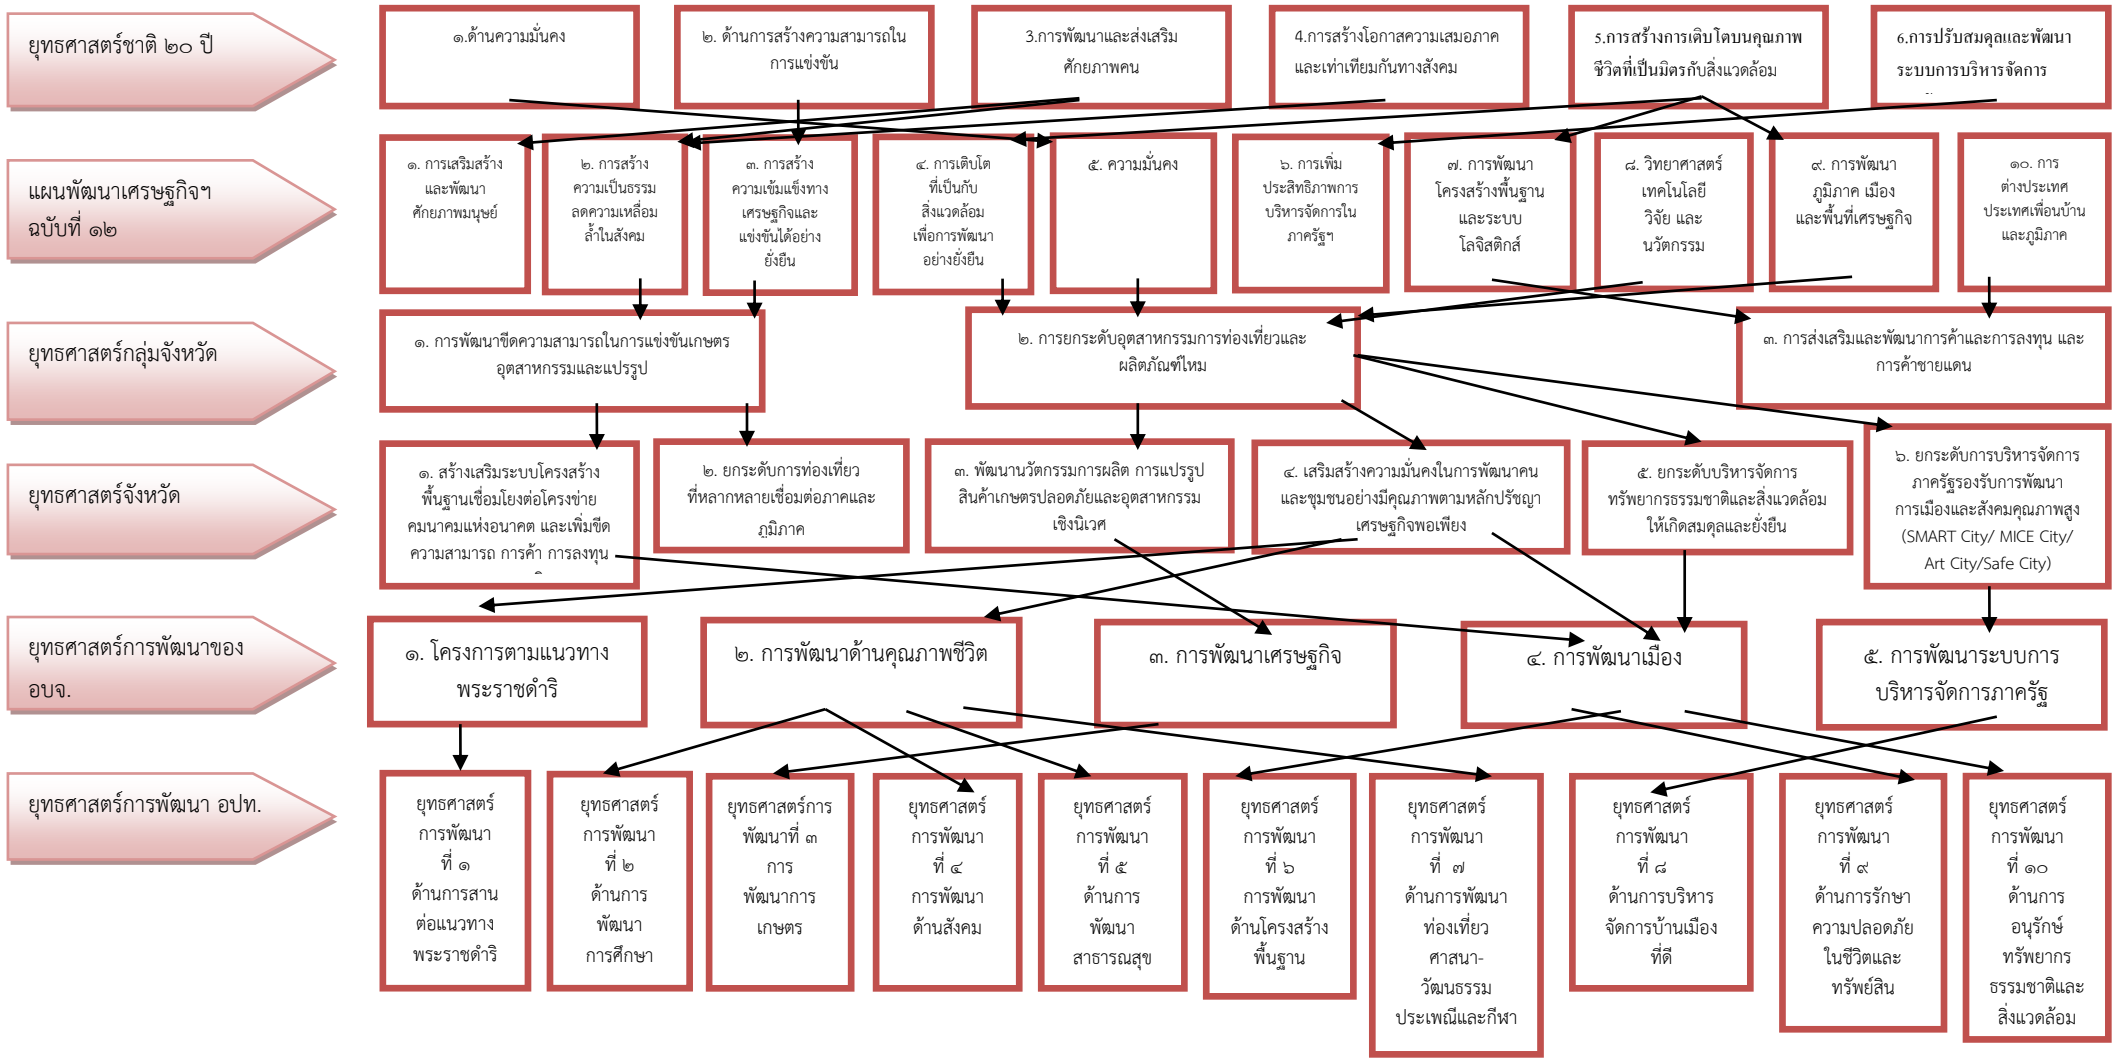 ยุทธศาสตร์ชาติ ๒๐ ปี
๑.ด้านความมั่นคง
๒. ด้านการสร้างความสามารถใน
การแข่งขัน
3.การพัฒนาและส่งเสริม
ศักยภาพคน
4.การสร้างโอกาสความเสมอภาค
และเท่าเทียมกันทางสังคม
5.การสร้างการเติบโตบนคุณภาพ
ชีวิตที่เป็นมิตรกับสิ่งแวดล้อม
6.การปรับสมดุลและพัฒนา
ระบบการบริหารจัดการ
แผนพัฒนาเศรษฐกิจฯ
ฉบับที่ ๑๒
๑. การเสริมสร้าง
และพัฒนา
ศักยภาพมนุษย์
๒. การสร้าง
ความเป็นธรรม
ลดความเหลื่อม
ล้ำในสังคม
๓. การสร้าง
ความเข้มแข็งทาง
เศรษฐกิจและ
แข่งขันได้อย่าง
ยั่งยืน
๔. การเติบโต
ที่เป็นกับ
สิ่งแวดล้อม
เพื่อการพัฒนา
อย่างยั่งยืน
๕. ความมั่นคง
๖. การเพิ่ม
ประสิทธิภาพการ
บริหารจัดการใน
ภาครัฐฯ
๗. การพัฒนา
โครงสร้างพื้นฐาน
และระบบ
โลจิสติกส์
๘. วิทยาศาสตร์
เทคโนโลยี
วิจัย และ
นวัตกรรม
๙. การพัฒนา
ภูมิภาค เมือง
และพื้นที่เศรษฐกิจ
๑๐. การ
ต่างประเทศ
ประเทศเพื่อนบ้าน
และภูมิภาค
ยุทธศาสตร์กลุ่มจังหวัด
๑. การพัฒนาขีดความสามารถในการแข่งขันเกษตร
อุตสาหกรรมและแปรรูป
๒. การยกระดับอุตสาหกรรมการท่องเที่ยวและ
ผลิตภัณฑ์ไหม
๓. การส่งเสริมและพัฒนาการค้าและการลงทุน และ
การค้าชายแดน
ยุทธศาสตร์จังหวัด
๑. สร้างเสริมระบบโครงสร้าง
พื้นฐานเชื่อมโยงต่อโครงข่าย
คมนาคมแห่งอนาคต และเพิ่มขีด
ความสามารถ การค้า การลงทุน
๒. ยกระดับการท่องเที่ยว
ที่หลากหลายเชื่อมต่อภาคและ
ภูมิภาค
๓. พัฒนานวัตกรรมการผลิต การแปรรูป
สินค้าเกษตรปลอดภัยและอุตสาหกรรม
เชิงนิเวศ
๔. เสริมสร้างความมั่นคงในการพัฒนาคน
และชุมชนอย่างมีคุณภาพตามหลักปรัชญา
เศรษฐกิจพอเพียง
๕. ยกระดับบริหารจัดการ
ทรัพยากรธรรมชาติและสิ่งแวดล้อม
ให้เกิดสมดุลและยั่งยืน
๖. ยกระดับการบริหารจัดการ
ภาครัฐรองรับการพัฒนา
การเมืองและสังคมคุณภาพสูง
(SMART City/ MICE City/
Art City/Safe City)
ยุทธศาสตร์การพัฒนาของ
อบจ.
๑. โครงการตามแนวทาง
พระราชดำริ
๒. การพัฒนาด้านคุณภาพชีวิต
๓. การพัฒนาเศรษฐกิจ
๔. การพัฒนาเมือง
๕. การพัฒนาระบบการ
บริหารจัดการภาครัฐ
ยุทธศาสตร์การพัฒนา อปท.
ยุทธศาสตร์
การพัฒนา
ที่ ๑
ด้านการสาน
ต่อแนวทาง
พระราชดำริ
ยุทธศาสตร์
การพัฒนา
ที่ ๒
ด้านการ
พัฒนา
การศึกษา
ยุทธศาสตร์การ
พัฒนาที่ ๓
การ
พัฒนาการ
เกษตร
ยุทธศาสตร์
การพัฒนา
ที่ ๔
การพัฒนา
ด้านสังคม
ยุทธศาสตร์
การพัฒนา
ที่ ๕
ด้านการ
พัฒนา
สาธารณสุข
ยุทธศาสตร์
การพัฒนา
ที่ ๖
การพัฒนา
ด้านโครงสร้าง
พื้นฐาน
ยุทธศาสตร์
การพัฒนา
ที่ ๗
ด้านการพัฒนา
ท่องเที่ยว
ศาสนา-
วัฒนธรรม
ประเพณีและกีฬา
ยุทธศาสตร์
การพัฒนา
ที่ ๘
ด้านการบริหาร
จัดการบ้านเมือง
ที่ดี
ยุทธศาสตร์
การพัฒนา
ที่ ๙
ด้านการรักษา
ความปลอดภัย
ในชีวิตและ
ทรัพย์สิน
ยุทธศาสตร์
การพัฒนา
ที่ ๑๐
ด้านการ
อนุรักษ์
ทรัพยากร
ธรรมชาติและ
สิ่งแวดล้อม